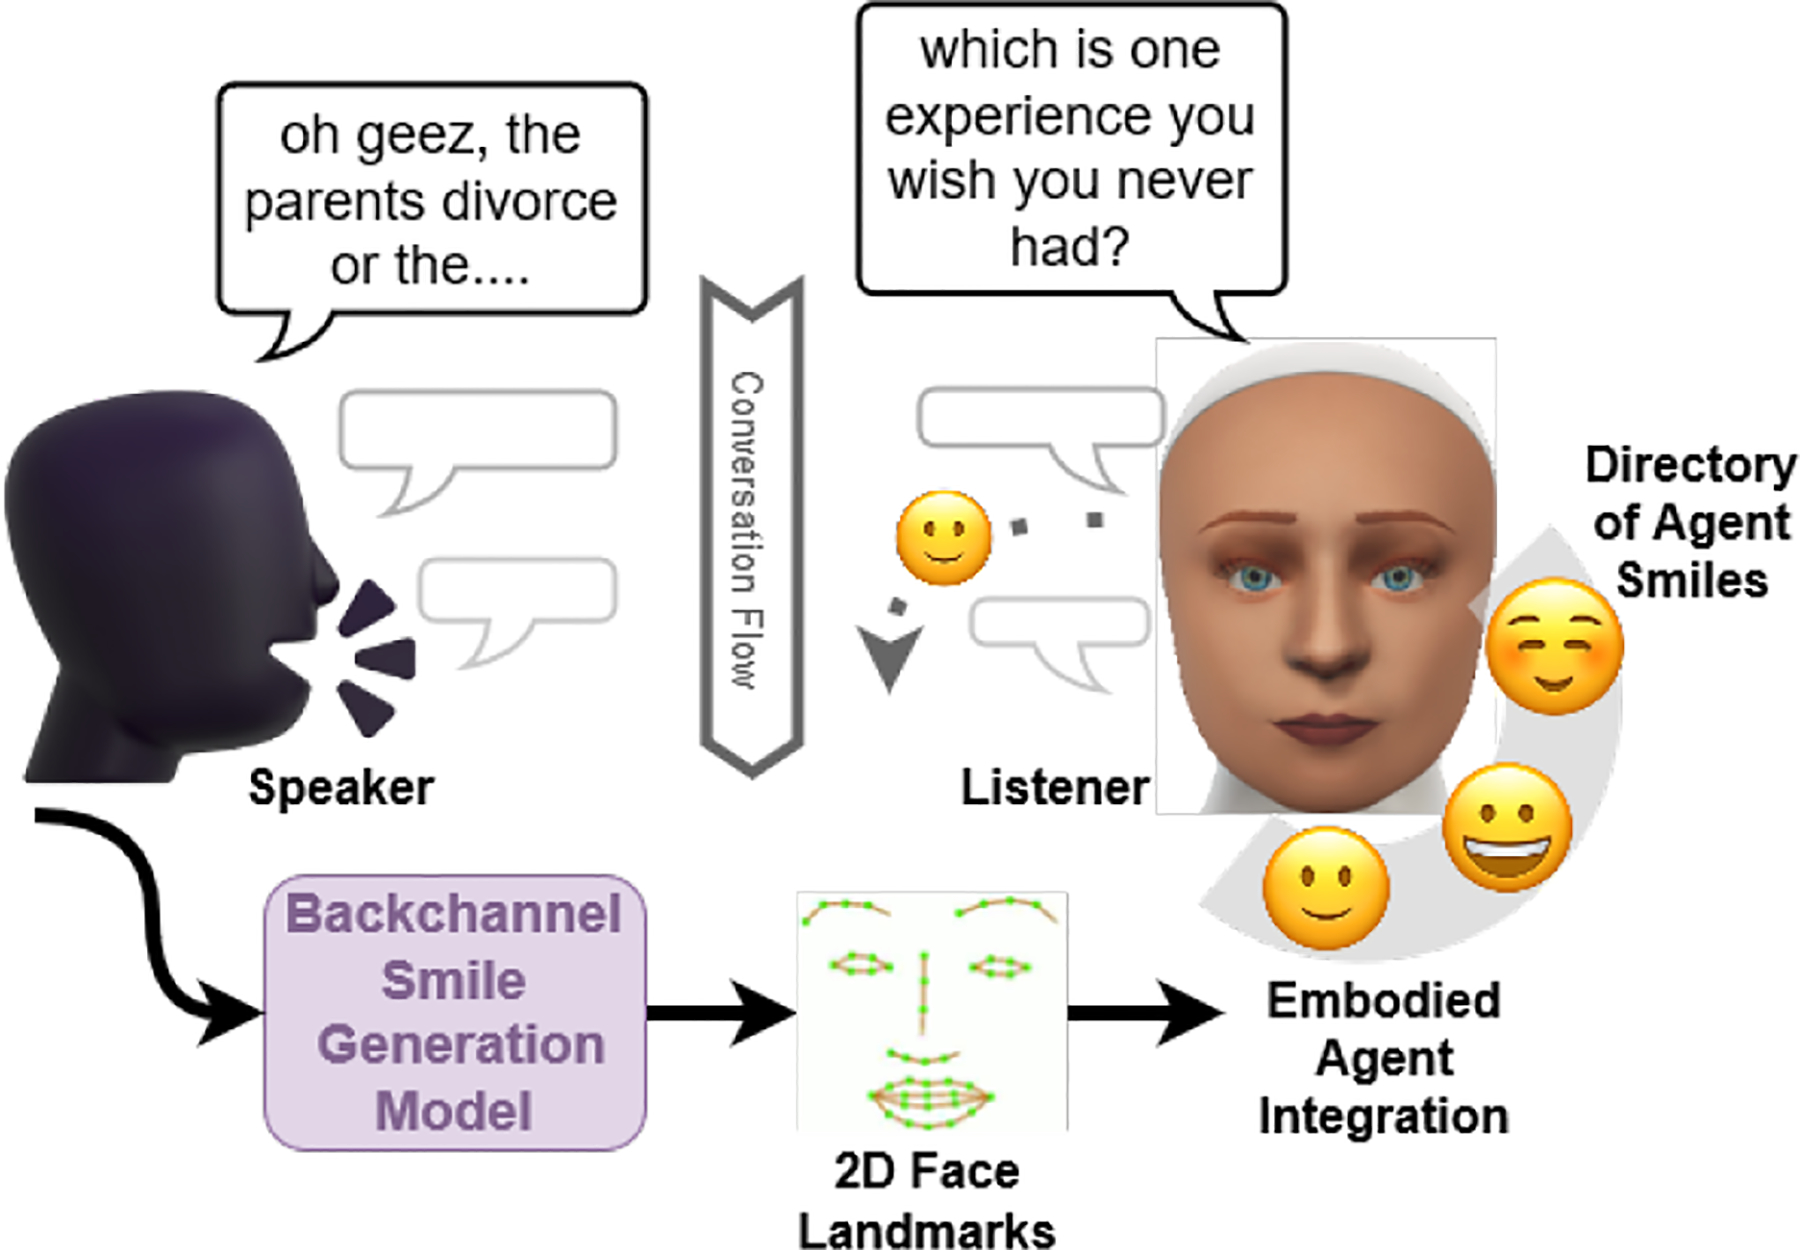 which is one
experience you
wish you never
had?
oh geez, the
parents divorce
or the....
Conversation Flow
Directory
of Agent
Smiles
Speaker
Listener
Backchannel
Smile
Generation
Model
2D Face
Landmarks
Embodied
Agent
Integration